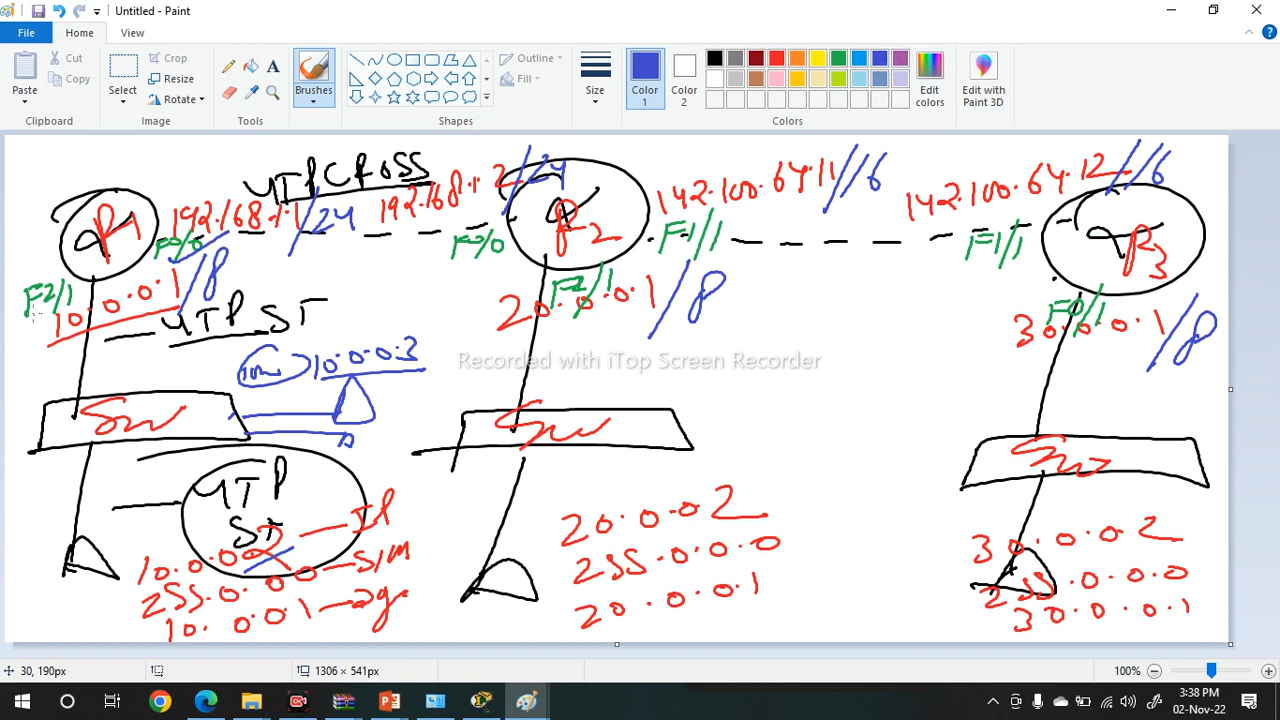 Untitled - Paint
File
Home
View
Paste
Cut
Copy
Clipboard
Select
Crop
Resize
Rotate
Image
Tools
Brushes
Shapes
Outline
Fill
Size
Color 1
Color 2
Colors
Edit colors
Edit with Paint 3D
UTP CROSS
R1
192.168.1.1/24
192.168.1.2/24
R2
142.100.64.11//6
142.100.64.12//6
R3
F0/0
F0/0
F1/1
F1/1
F2/1
10.0.0.1/8
F2/1
20.0.0.1/8
F0/1
30.0.0.1/8
UTP ST
Recorded with iTop Screen Recorder
10.0.0.3
SW
SW
SW
UTP ST
10.0.0.2 IP
255.0.0.0 S/M
10.0.0.1
20.0.0.2
255.0.0.0
20.0.0.1
30.0.0.2
255.0.0.0
30.0.0.1
30, 190px
1306 × 541px
100%
3:38 PM
02-Nov-22